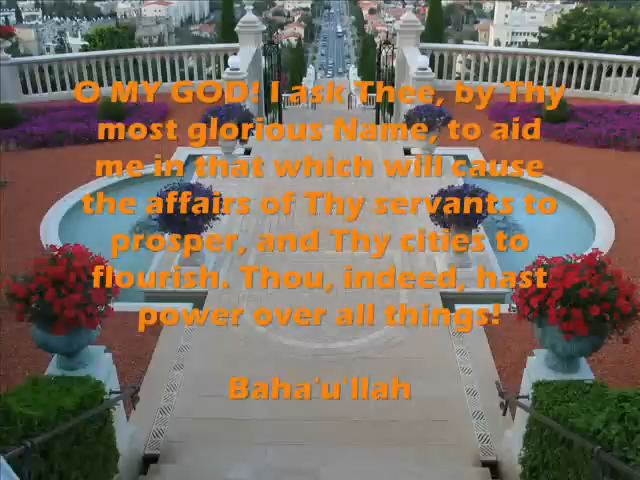 O MY GOD! I ask Thee, by Thy
most glorious Name, to aid
me in that which will cause
the affairs of Thy servants to
prosper, and Thy cities to
flourish. Thou, indeed, hast
power over all things!
Baha'u'llah